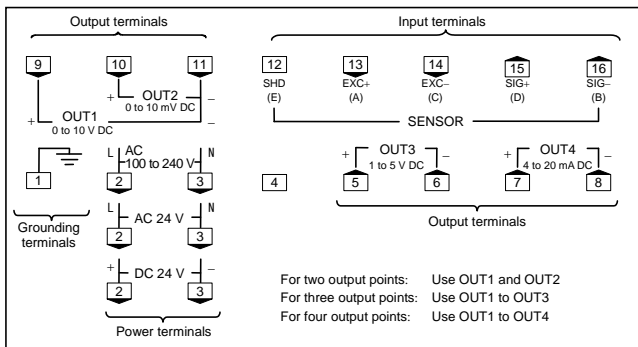 Output terminals
Input terminals
9 10 11 12 13 14 15 16
SHD EXC+ EXC− SIG+ SIG−
(E) (A) (C) (D) (B)
OUT2
0 to 10 mV DC
−
+
OUT1
−
+
0 to 10 V DC
SENSOR
L AC N
100 to 240 V
1 2 3
+ OUT3 −
1 to 5 V DC
+ OUT4 −
4 to 20 mA DC
4 5 6 7 8
L AC 24 V N
2 3
Grounding
terminals
Output terminals
+ DC 24 V −
2 3
Power terminals
For two output points: Use OUT1 and OUT2
For three output points: Use OUT1 to OUT3
For four output points: Use OUT1 to OUT4